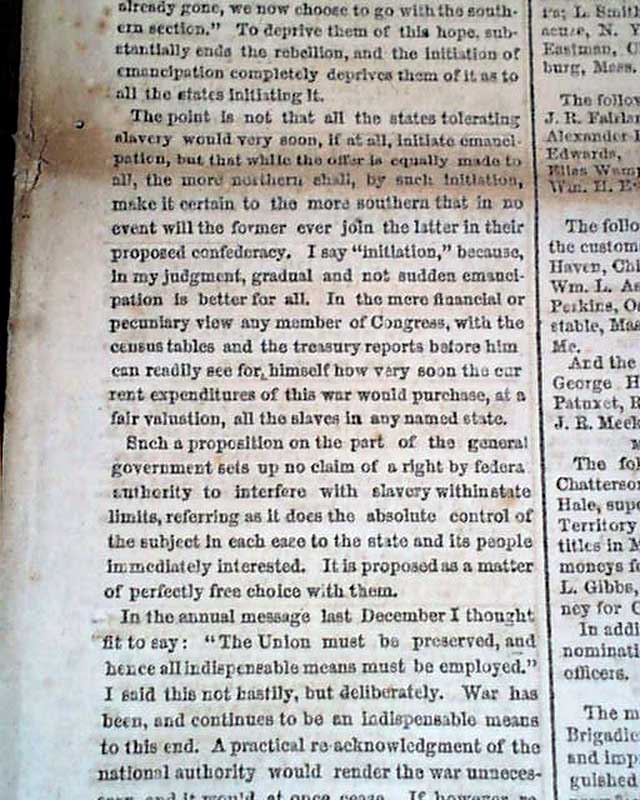 already gone, we now choose to go with the south-
ern section." To deprive them of this hope, sub-
stantially ends the rebellion, and the initiation of
emancipation completely deprives them of it as to
all the states initiating it.
The point is not that all the states tolerating
slavery would very soon, if at all, initiate emanci-
pation, but that while the offer is equally made to
all, the more northern shall, by such initiation,
make it certain to the more southern that in no
event will the former ever join the latter in their
proposed confederacy. I say "initiation," because,
in my judgment, gradual and not sudden emanci-
pation is better for all. In the mere financial or
pecuniary view any member of Congress, with the
census tables and the treasury reports before him
can readily see for, himself how very soon the cur
rent expenditures of this war would purchase, at a
fair valuation, all the slaves in any named state.
Such a proposition on the part of the general
government sets up no claim of a right by federa
authority to interfere with slavery within state
limits, referring as it does the absolute control of
the subject in each case to the state and its people
immediately interested. It is proposed as a matter
of perfectly free choice with them.
In the annual message last December I thought
fit to say: "The Union must be preserved, and
hence all indispensable means must be employed."
I said this not hastily, but deliberately. War has
been, and continues to be an indispensable means
to this end. A practical re-acknowledgment of the
national authority would render the war unneces-
and it would at once cease. If however, re
L. Smith
N. Y
Eastman, C
burg, Mass.
The follow
J. R. Fairban
Alexander
Edwards,
Wm. H. E
The follo
the custom
Haven, Chi
Wm. L. As
Perkins, O
stable, Mas
Me.
And the
George H
Patuxet, R
J. R. Meek
The fol
Chatterson
Hale, supe
Territory
titles in M
moneys fo
L. Gibbs,
ney for C
In addi
nominati
officers.
The m
Brigadie
and imp
guished